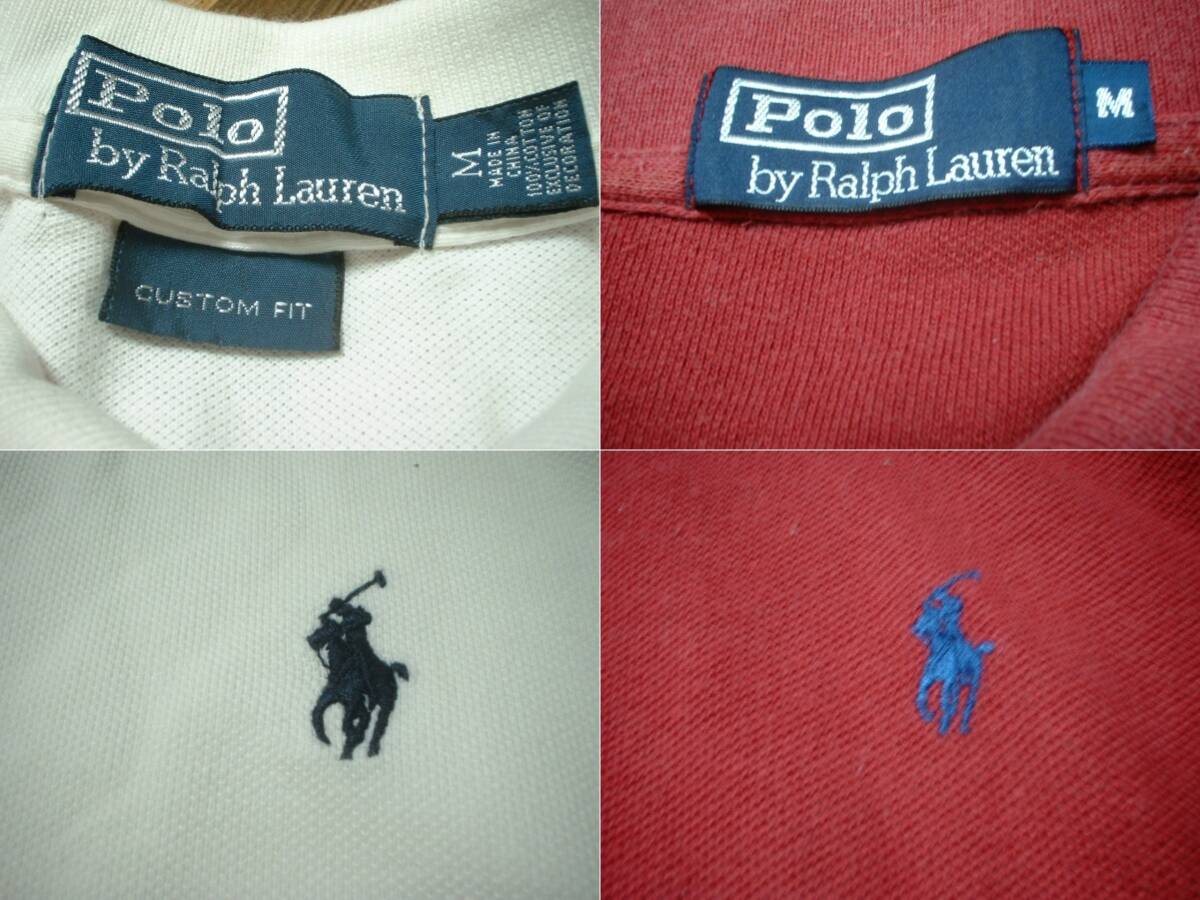 Polo
by Ralph Lauren
M
MADE IN
CHINA
100% COTTON
EXCLUSIVE OF
DECORATION
CUSTOM FIT
Polo
by Ralph Lauren
M